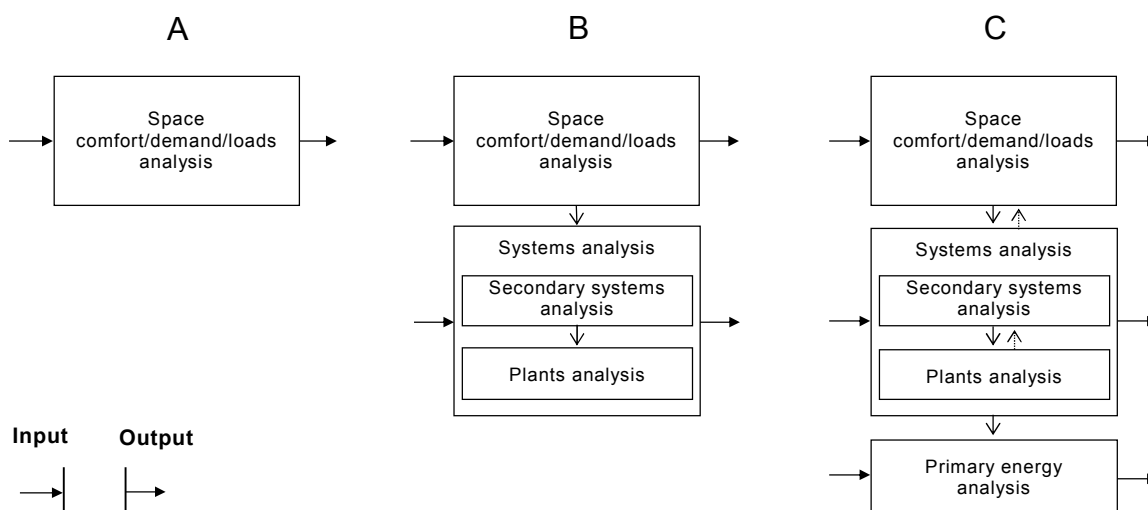 A
B
C
Space
comfort/demand/loads
analysis
Space
comfort/demand/loads
analysis
Space
comfort/demand/loads
analysis
Systems analysis
Secondary systems
analysis
Plants analysis
Systems analysis
Secondary systems
analysis
Plants analysis
Primary energy
analysis
Input
Output